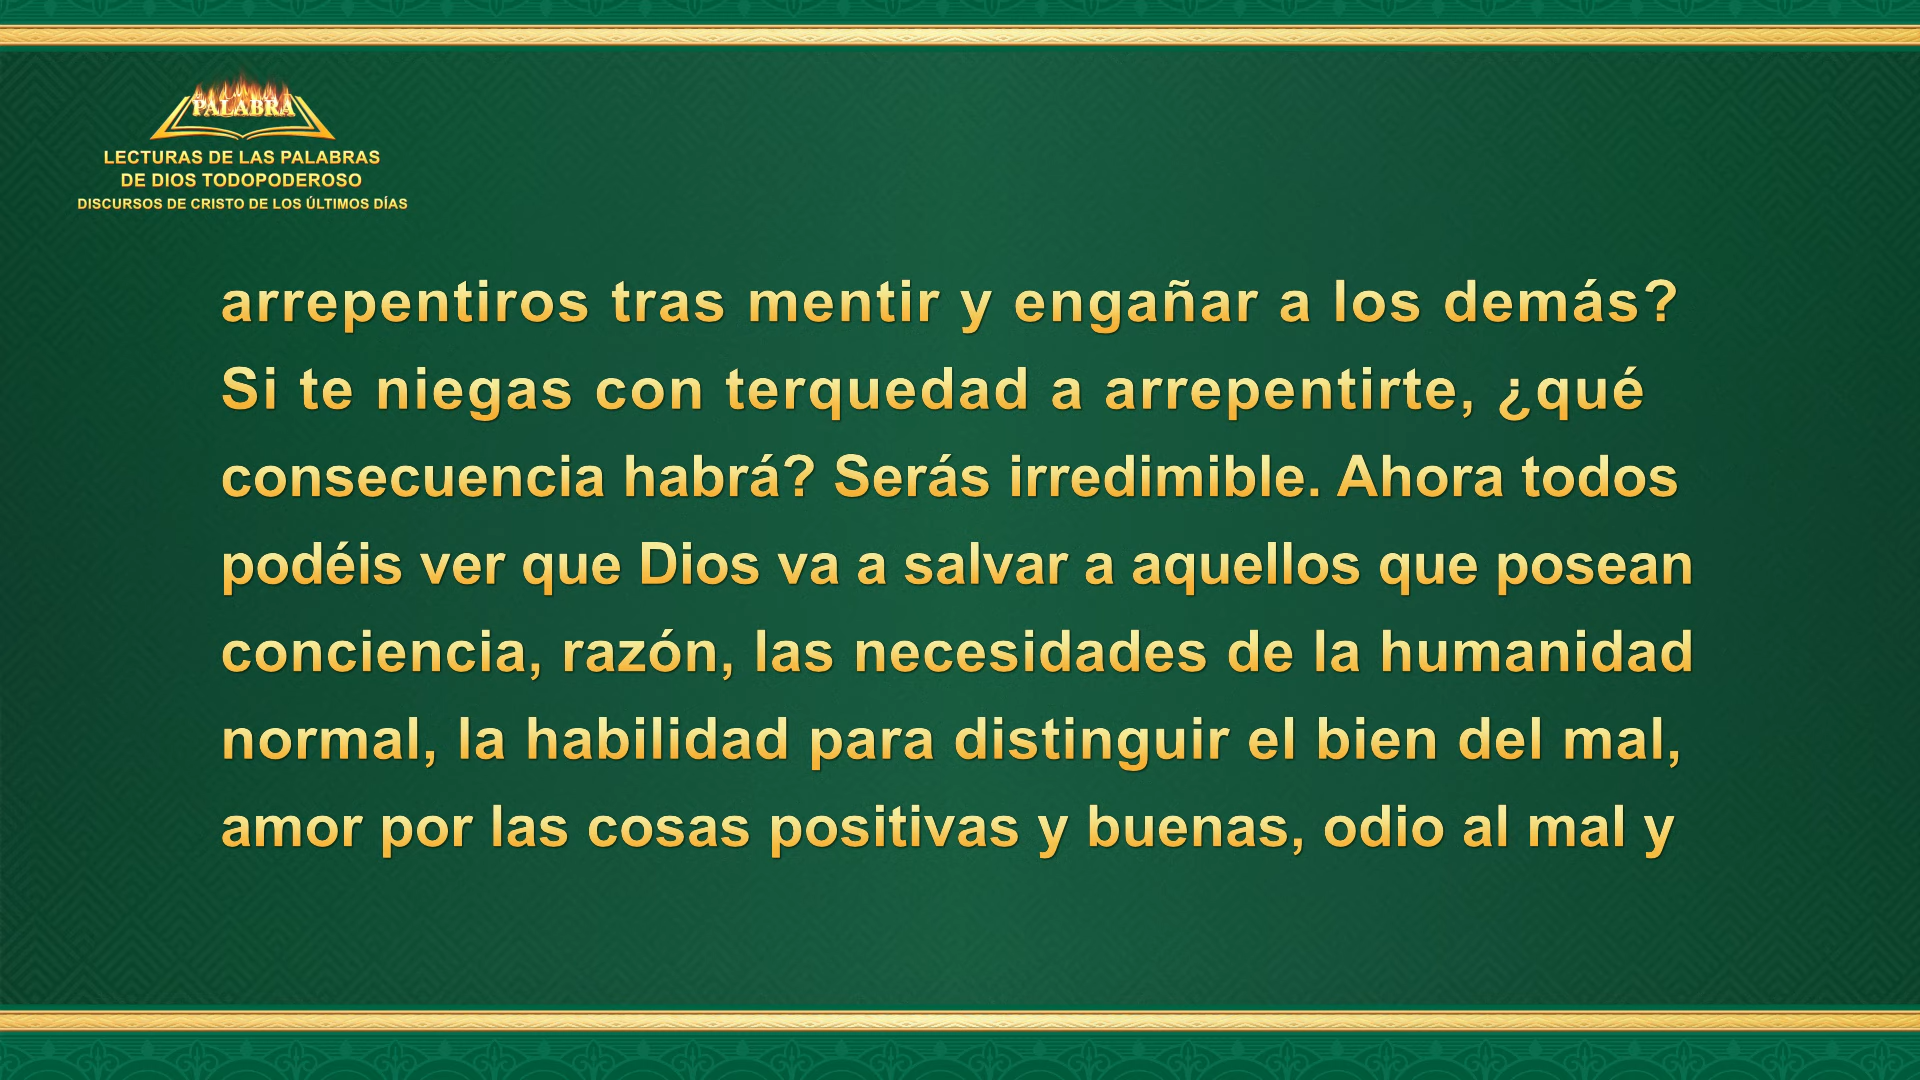 PALABRA
LECTURAS DE LAS PALABRAS
DE DIOS TODOPODEROSO
DISCURSOS DE CRISTO DE LOS ÚLTIMOS DÍAS
arrepentiros tras mentir y engañar a los demás?
Si te niegas con terquedad a arrepentirte, ¿qué
consecuencia habrá? Serás irredimible. Ahora todos
podéis ver que Dios va a salvar a aquellos que posean
conciencia, razón, las necesidades de la humanidad
normal, la habilidad para distinguir el bien del mal,
amor por las cosas positivas y buenas, odio al mal y